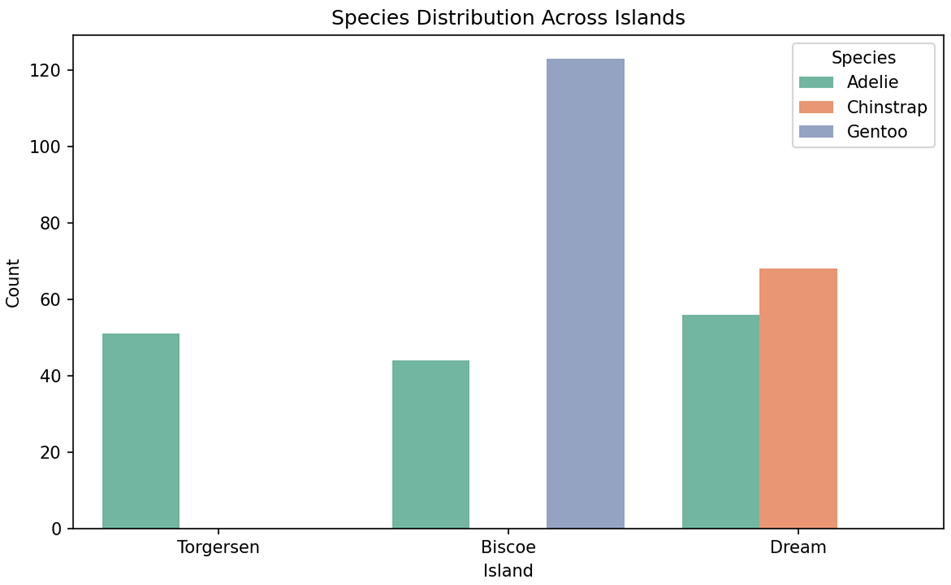 Species Distribution Across Islands
Species
Adelie
Chinstrap
Gentoo
Count
120
100
80
60
40
20
0
Torgersen Biscoe Dream
Island